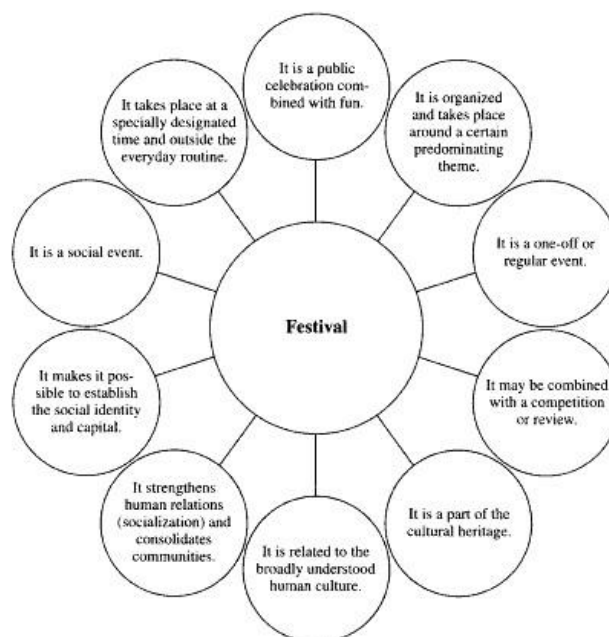 It is a public
celebration com-
bined with fun.
It is organized
and takes place
around a certain
predominating
theme.
It is a one-off or
regular event.
It may be combined
with a competition
or review.
It is a part of the
cultural heritage.
It is related to the
broadly understood
human culture.
It strengthens
human relations
(socialization) and
consolidates
communities.
It makes it pos-
sible to establish
the social identity
and capital.
It is a social event.
It takes place at a
specially designated
time and outside the
everyday routine.
Festival